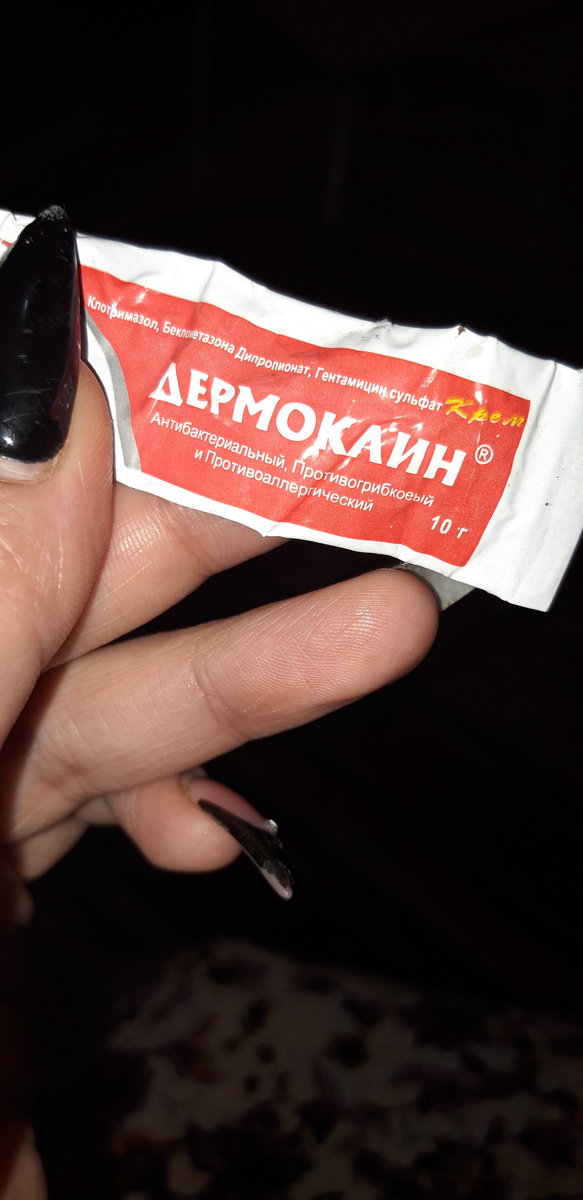 Клотримазол, Беклометазона Дипропионат, Гентамицин сульфат Крем
ДЕРМОКАИН®
Антибактериальный, Противогрибковый
и Противоаллергический
10 г